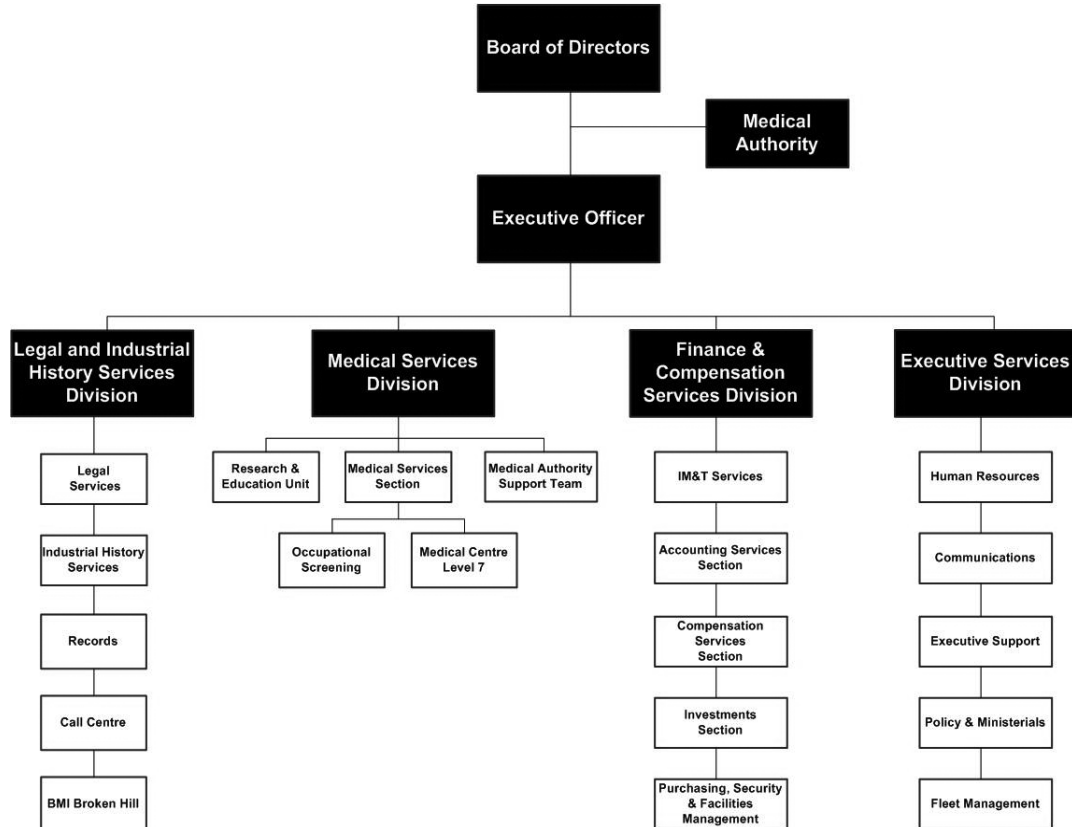 Board of Directors
Medical
Authority
Executive Officer
Legal and Industrial
History Services
Division
Medical Services
Division
Finance &
Compensation
Services Division
Executive Services
Division
Legal
Services
Industrial History
Services
Records
Call Centre
BMI Broken Hill
Research &
Education Unit
Medical Services
Section
Medical Authority
Support Team
Occupational
Screening
Medical Centre
Level 7
IM&T Services
Accounting Services
Section
Compensation
Services
Section
Investments
Section
Purchasing, Security
& Facilities
Management
Human Resources
Communications
Executive Support
Policy & Ministerials
Fleet Management